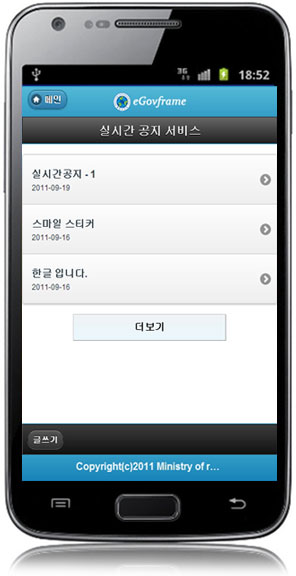 3G 18:52
메인 eGovframe
실시간 공지 서비스
실시간공지 - 1
2011-09-19
스마일 스티커
2011-09-16
한글 입니다.
2011-09-16
더보기
글쓰기
Copyright(c)2011 Ministry of r...